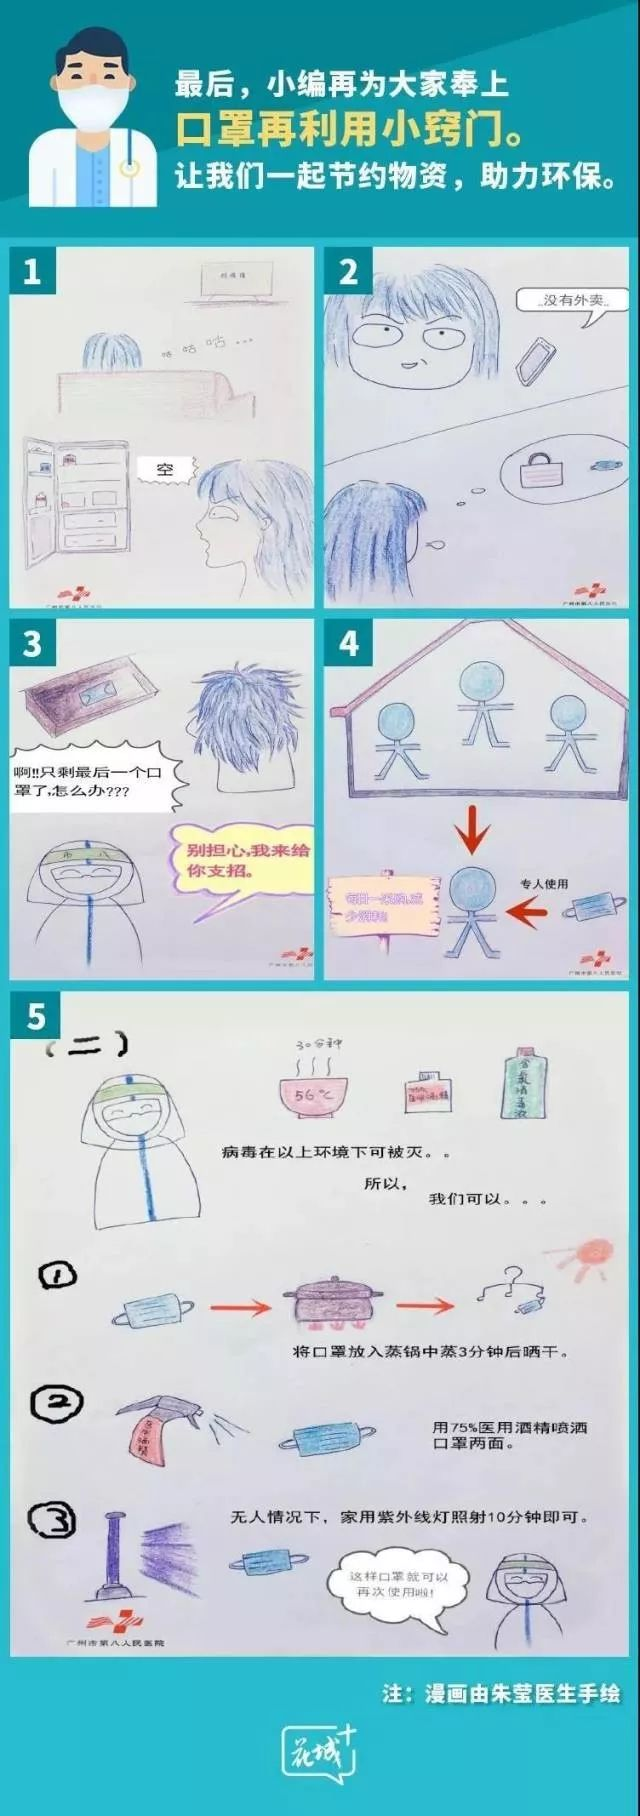 最后，小编再为大家奉上
口罩再利用小窍门。
让我们一起节约物资，助力环保。
1
咕咕咕...
空
广州市第八人民医院
2
..没有外卖..
广州市第八人民医院
3
啊!!只剩最后一个口
罩了,怎么办???
市八
别担心,我来给
你支招。
广州市第八人民医院
4
每日一采购,减
少消耗!
专人使用
广州市第八人民医院
5
(二)
30分钟
56℃
75%
医用酒精
含氯消毒液
病毒在以上环境下可被灭。。
所以，
我们可以。。。
①
将口罩放入蒸锅中蒸3分钟后晒干。
②
医用酒精
用75%医用酒精喷洒
口罩两面。
③
无人情况下，家用紫外线灯照射10分钟即可。
这样口罩就可以
再次使用啦!
广州市第八人民医院
注：漫画由朱莹医生手绘
花城+